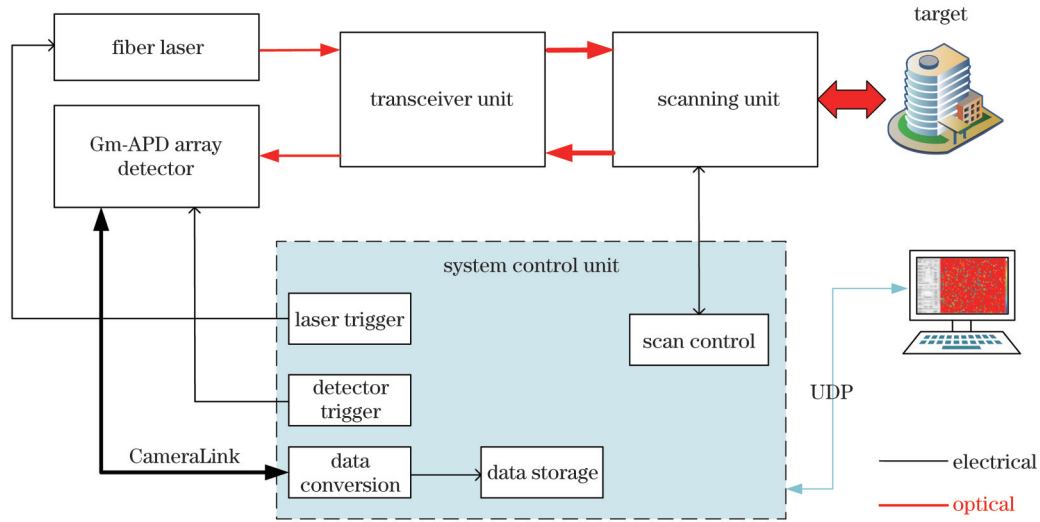 target
fiber laser
transceiver unit
scanning unit
Gm-APD array
detector
system control unit
laser trigger
scan control
detector
trigger
UDP
CameraLink
data
conversion
data storage
electrical
optical